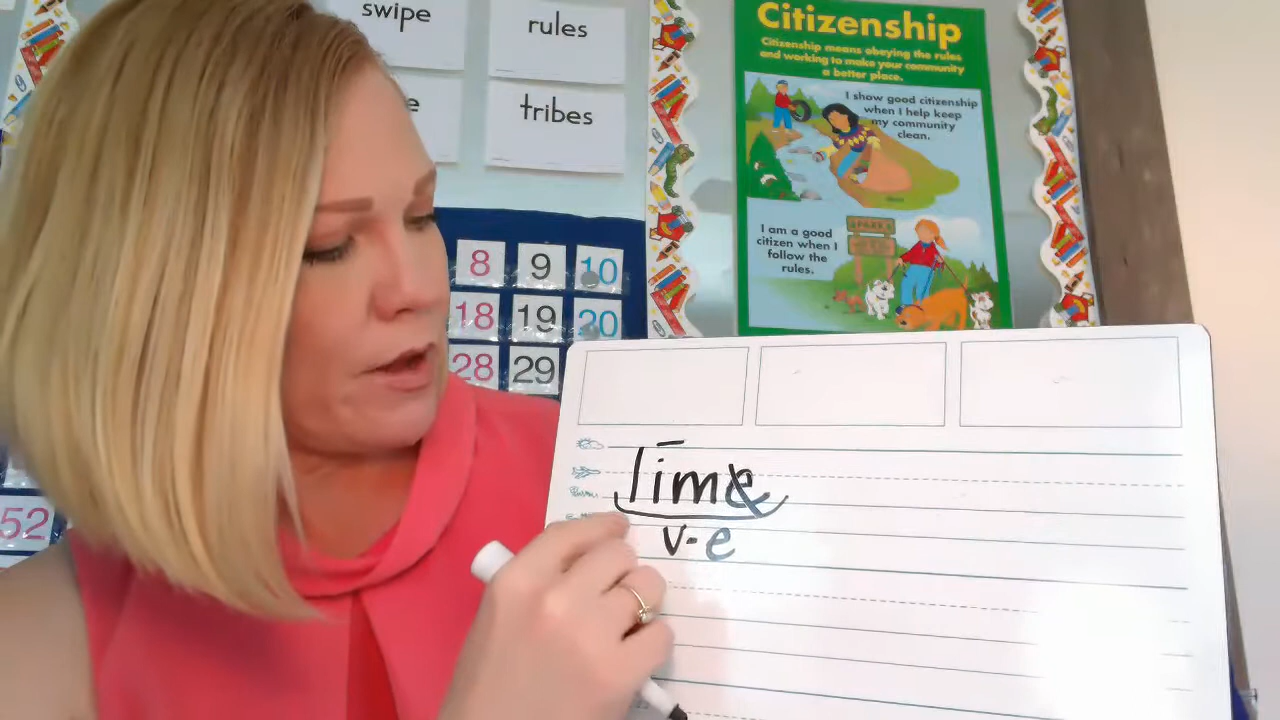 swipe
rules
e
tribes
Citizenship
Citizenship means obeying the rules
and working to make your community
a better place.
I show good citizenship
when I help keep
my community
clean.
I am a good
citizen when I
follow the
rules.
8 9 10
18 19 20
28 29
52
līme
v-e